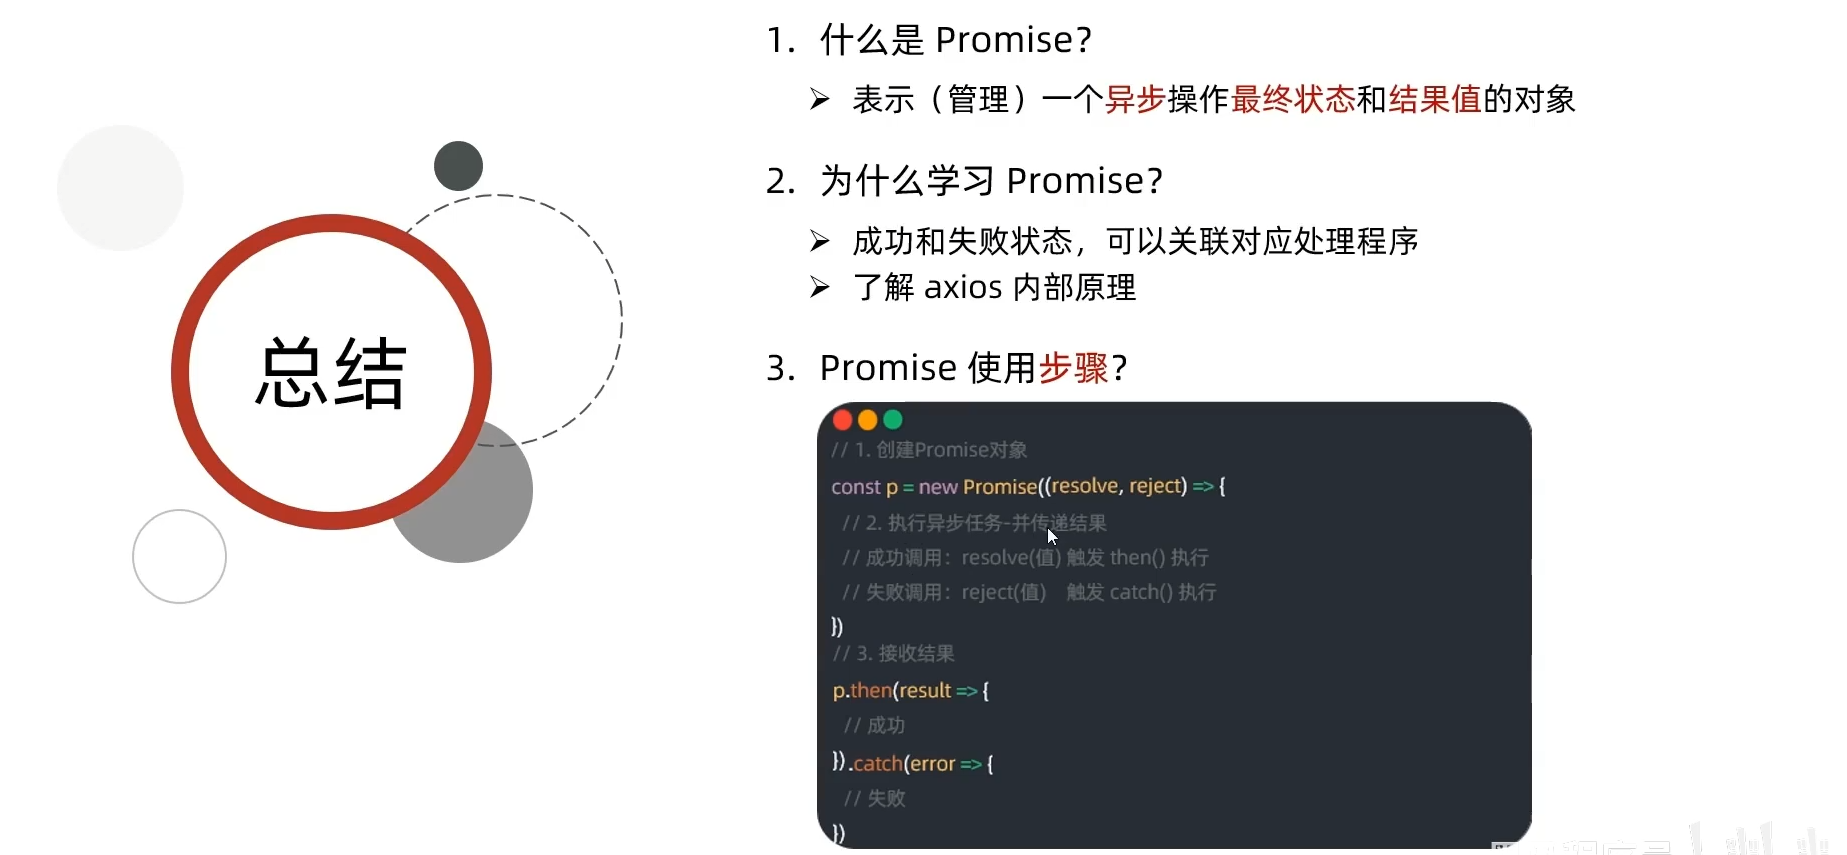 总结
1. 什么是 Promise?
➢ 表示（管理）一个异步操作最终状态和结果值的对象
2. 为什么学习 Promise?
➢ 成功和失败状态，可以关联对应处理程序
➢ 了解 axios 内部原理
3. Promise 使用步骤?
// 1. 创建Promise对象
const p = new Promise((resolve, reject) => {
// 2. 执行异步任务-并传递结果
// 成功调用：resolve(值) 触发 then() 执行
// 失败调用：reject(值) 触发 catch() 执行
})
// 3. 接收结果
p.then(result => {
// 成功
}).catch(error => {
// 失败
})